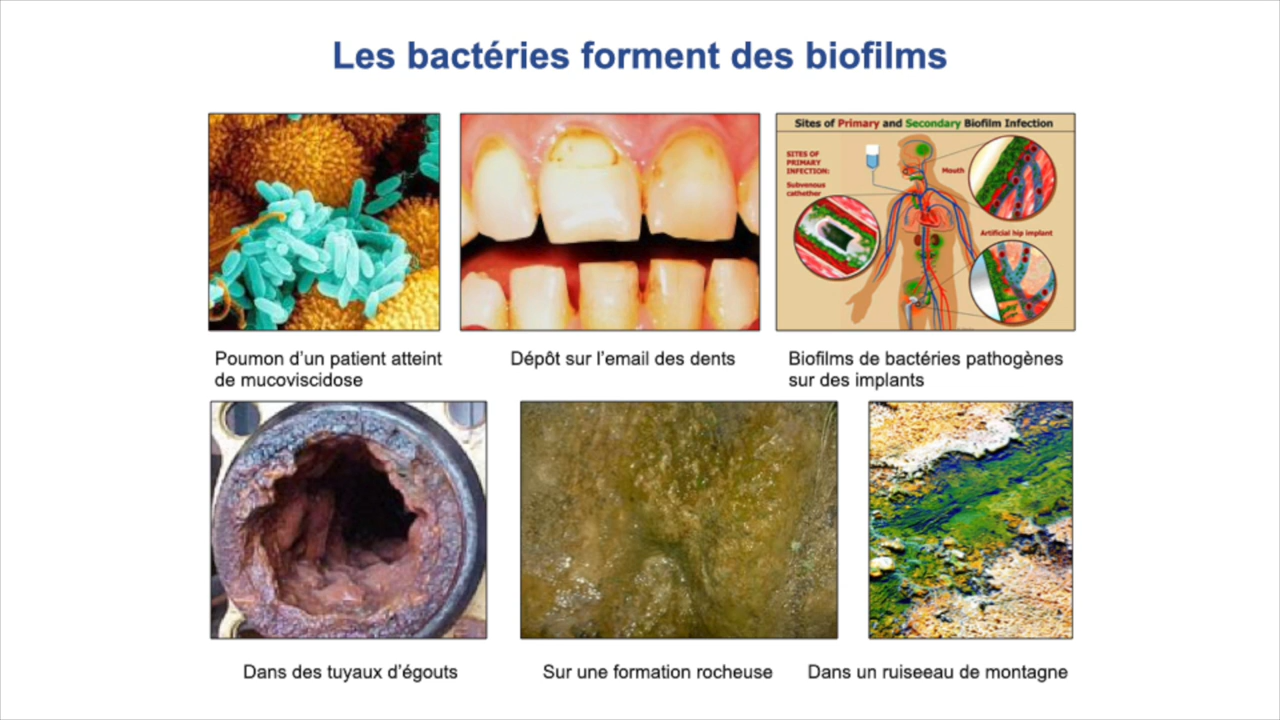 Les bactéries forment des biofilms
Sites of Primary and Secondary Biofilm Infection
SITES OF
PRIMARY
INFECTION:
Subvenous
cathether
Mouth
Artificial hip implant
Poumon d'un patient atteint
de mucoviscidose
Dépôt sur l'email des dents
Biofilms de bactéries pathogènes
sur des implants
Dans des tuyaux d'égouts
Sur une formation rocheuse
Dans un ruiseeau de montagne